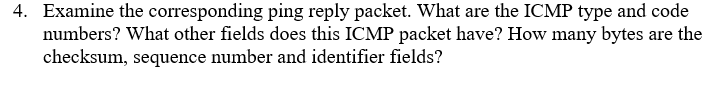 4. Examine the corresponding ping reply packet. What are the ICMP type and code
numbers? What other fields does this ICMP packet have? How many bytes are the
checksum, sequence number and identifier fields?